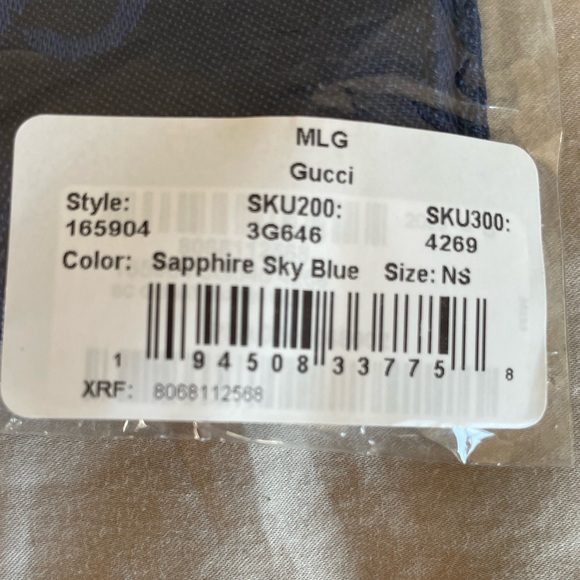 MLG
Gucci
Style: SKU200: SKU300:
165904 3G646 4269
Color: Sapphire Sky Blue Size: NS
1 94508 33775 8
XRF: 8068112568